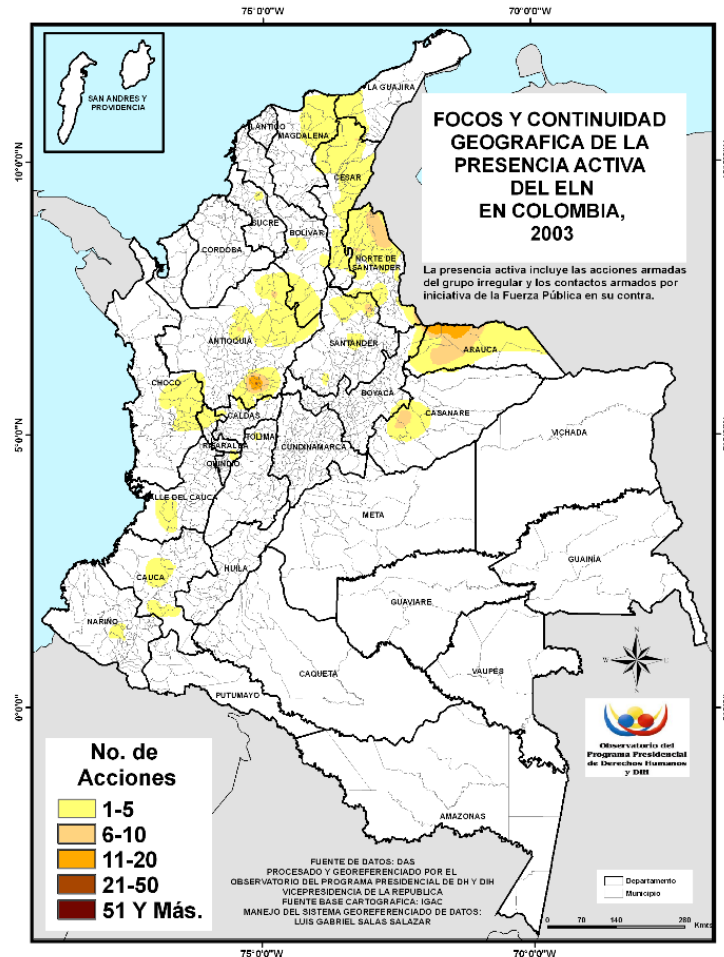 75°0'0"W
70°0'0"W
SAN ANDRES Y
PROVIDENCIA
LA GUAJIRA
FOCOS Y CONTINUIDAD
GEOGRAFICA DE LA
PRESENCIA ACTIVA
DEL ELN
EN COLOMBIA,
2003
La presencia activa incluye las acciones armadas
del grupo irregular y los contactos armados por
iniciativa de la Fuerza Pública en su contra.
10°0'0"N
LANTICO
MAGDALENA
CESAR
SUCRE
BOLIVAR
CORDOBA
NORTE DE
SANTANDER
ANTIOQUIA
SANTANDER
ARAUCA
CHOCO
BOYACA
CASANARE
CALDAS
5°0'0"N
RISARALDA
TOLIMA
CUNDINAMARCA
VICHADA
QUINDIO
ALLE DEL CAUCA
META
GUAINÍA
HUILA
CAUCA
GUAVIARE
NARIÑO
VAUPÉS
CAQUETA
PUTUMAYO
0°0'0"
N
W
E
S
Observatorio del
Programa Presidencial
de Derechos Humanos
y DIH
No. de
Acciones
1-5
6-10
11-20
21-50
51 Y Más.
AMAZONAS
FUENTE DE DATOS: DAS
PROCESADO Y GEOREFERENCIADO POR EL
OBSERVATORIO DEL PROGRAMA PRESIDENCIAL DE DH Y DIH
VICEPRESIDENCIA DE LA REPUBLICA
FUENTE BASE CARTOGRAFICA: IGAC
MANEJO DEL SISTEMA GEOREFERENCIADO DE DATOS:
LUIS GABRIEL SALAS SALAZAR
Departamento
Municipio
0 70 140 280
Kmts
75°0'0"W
70°0'0"W